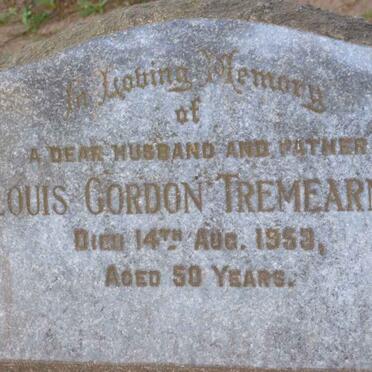 In Loving Memory
of
A DEAR HUSBAND AND FATHER
LOUIS GORDON TREMEARN
DIED 14TH AUG. 1953,
AGED 50 YEARS.